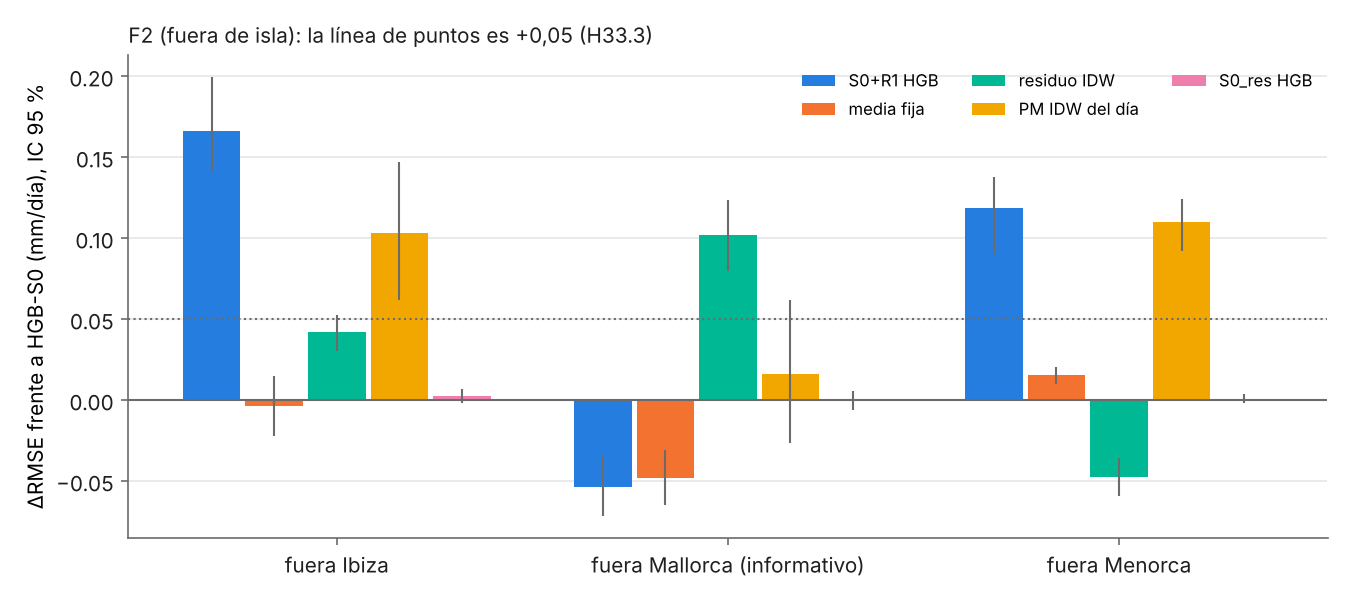 F2 (fuera de isla): la línea de puntos es +0,05 (H33.3)
ΔRMSE frente a HGB-S0 (mm/día), IC 95 %
0.20
0.15
0.10
0.05
0.00
−0.05
S0+R1 HGB
media fija
residuo IDW
PM IDW del día
S0_res HGB
fuera Ibiza
fuera Mallorca (informativo)
fuera Menorca